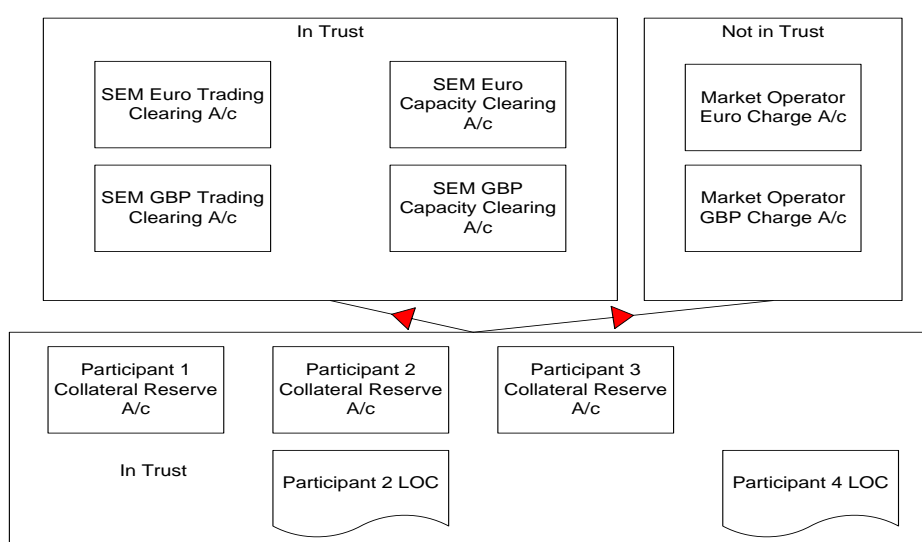 In Trust
SEM Euro Trading
Clearing A/c
SEM Euro
Capacity Clearing
A/c
SEM GBP Trading
Clearing A/c
SEM GBP
Capacity Clearing
A/c
Not in Trust
Market Operator
Euro Charge A/c
Market Operator
GBP Charge A/c
Participant 1
Collateral Reserve
A/c
Participant 2
Collateral Reserve
A/c
Participant 3
Collateral Reserve
A/c
In Trust
Participant 2 LOC
Participant 4 LOC